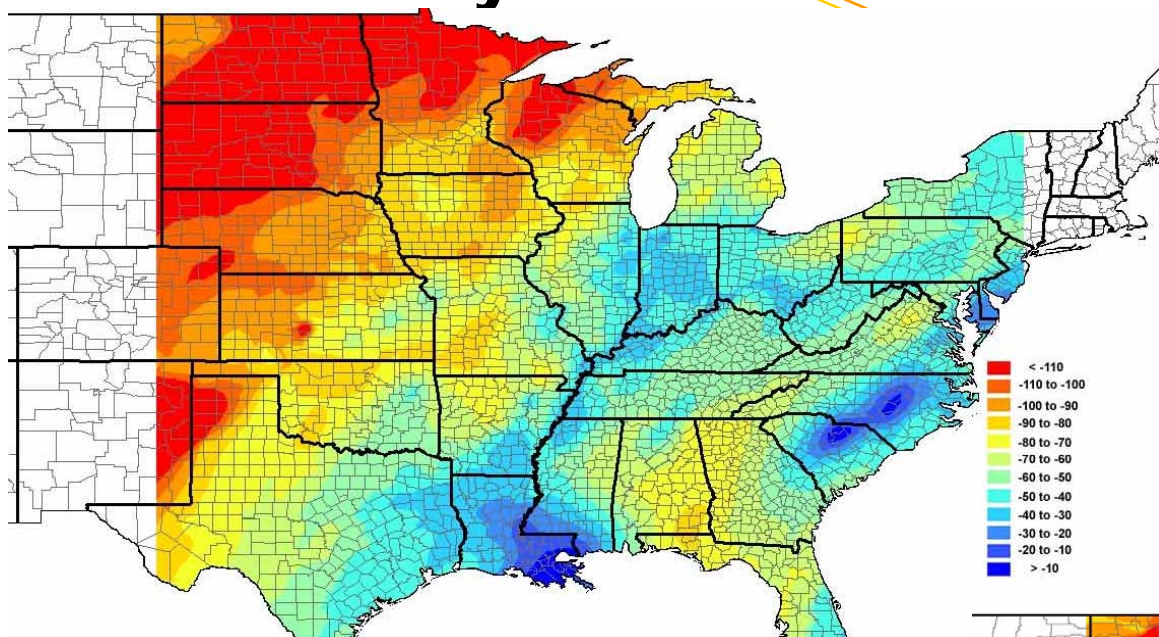 < -110
-110 to -100
-100 to -90
-90 to -80
-80 to -70
-70 to -60
-60 to -50
-50 to -40
-40 to -30
-30 to -20
-20 to -10
> -10